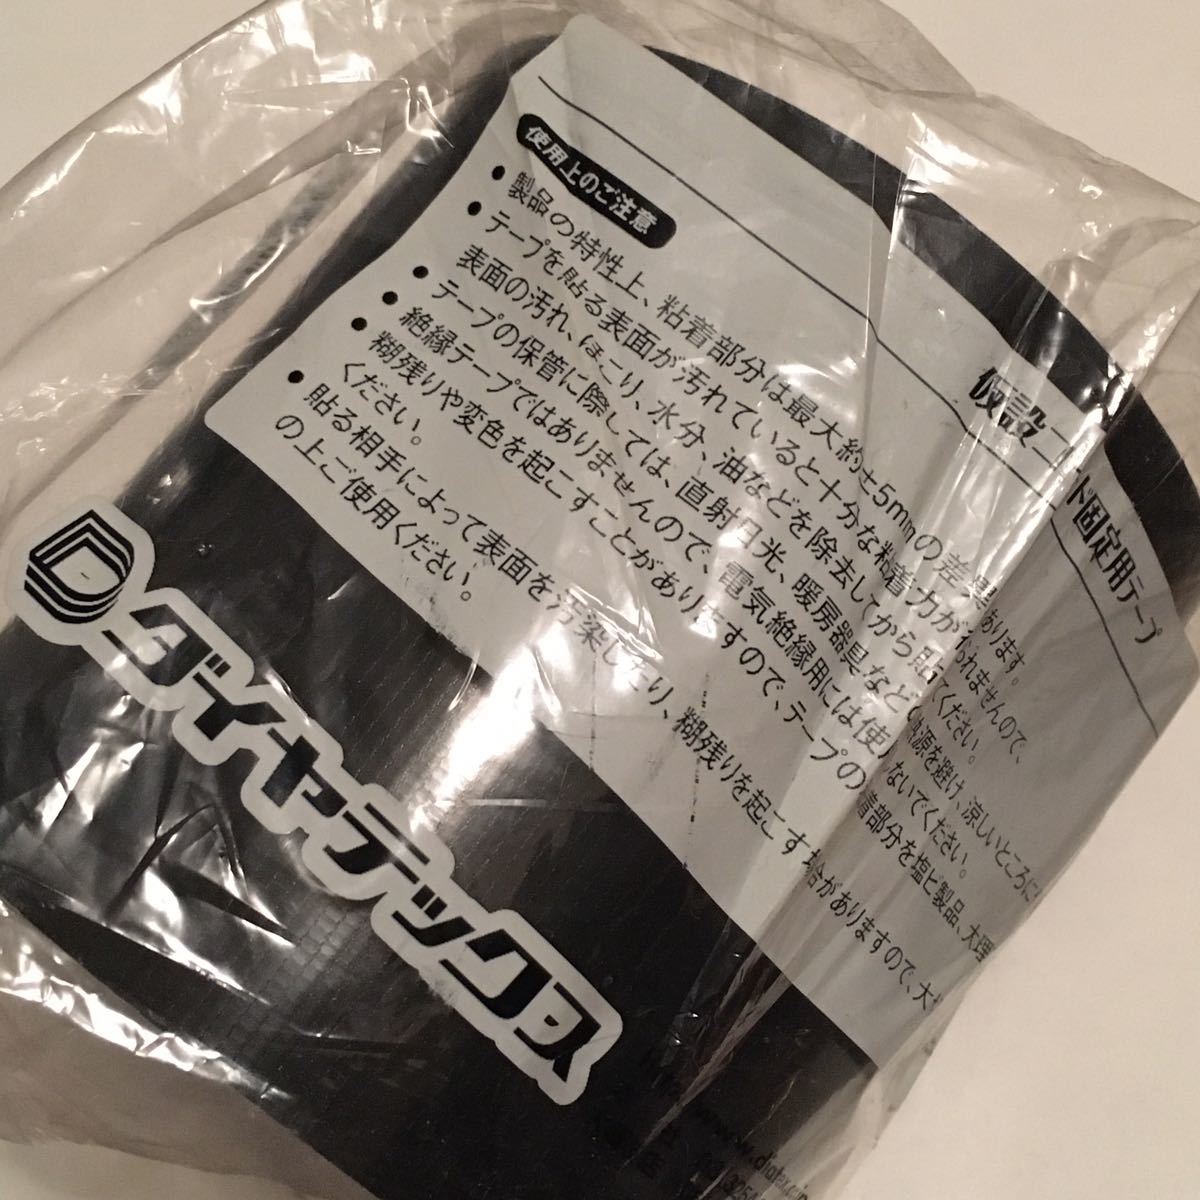 仮設コード固定用テープ
使用上のご注意
●製品の特性上、粘着部分は最大約±5mmの差異あります。
●テープを貼る表面が汚れていると十分な粘着力が得られませんので、
表面の汚れ、ほこり、水分、油などを除去してから貼てください。
●テープの保管に際しては、直射日光、暖房器具など源を避け、涼しいところに
●絶縁テープではありませんので、電気絶縁用には使ないでください。
●糊残りや変色を起こすことがありますので、テープの着部分を塩ビ製品、大理
ください。
●貼る相手によって表面を汚染したり、糊残りを起こす場合がありますので、
の上ご使用ください。
ダイヤテックス
www.diatex.